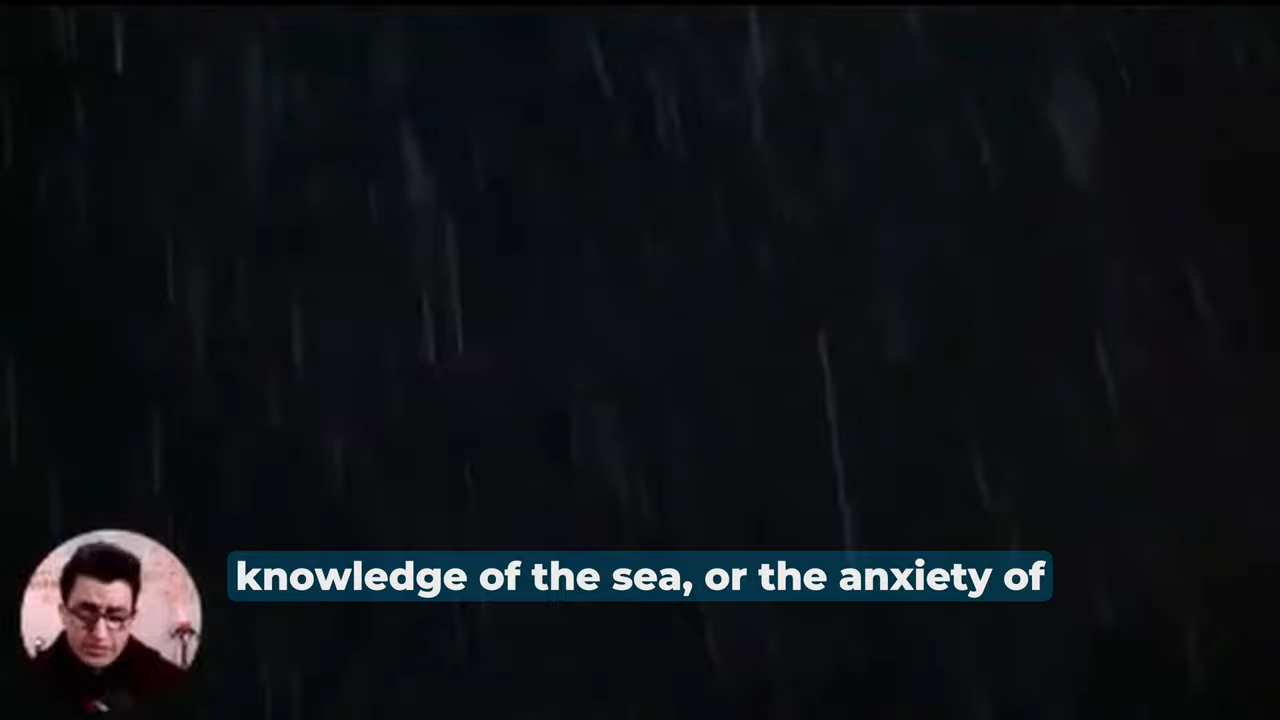 knowledge of the sea, or the anxiety of